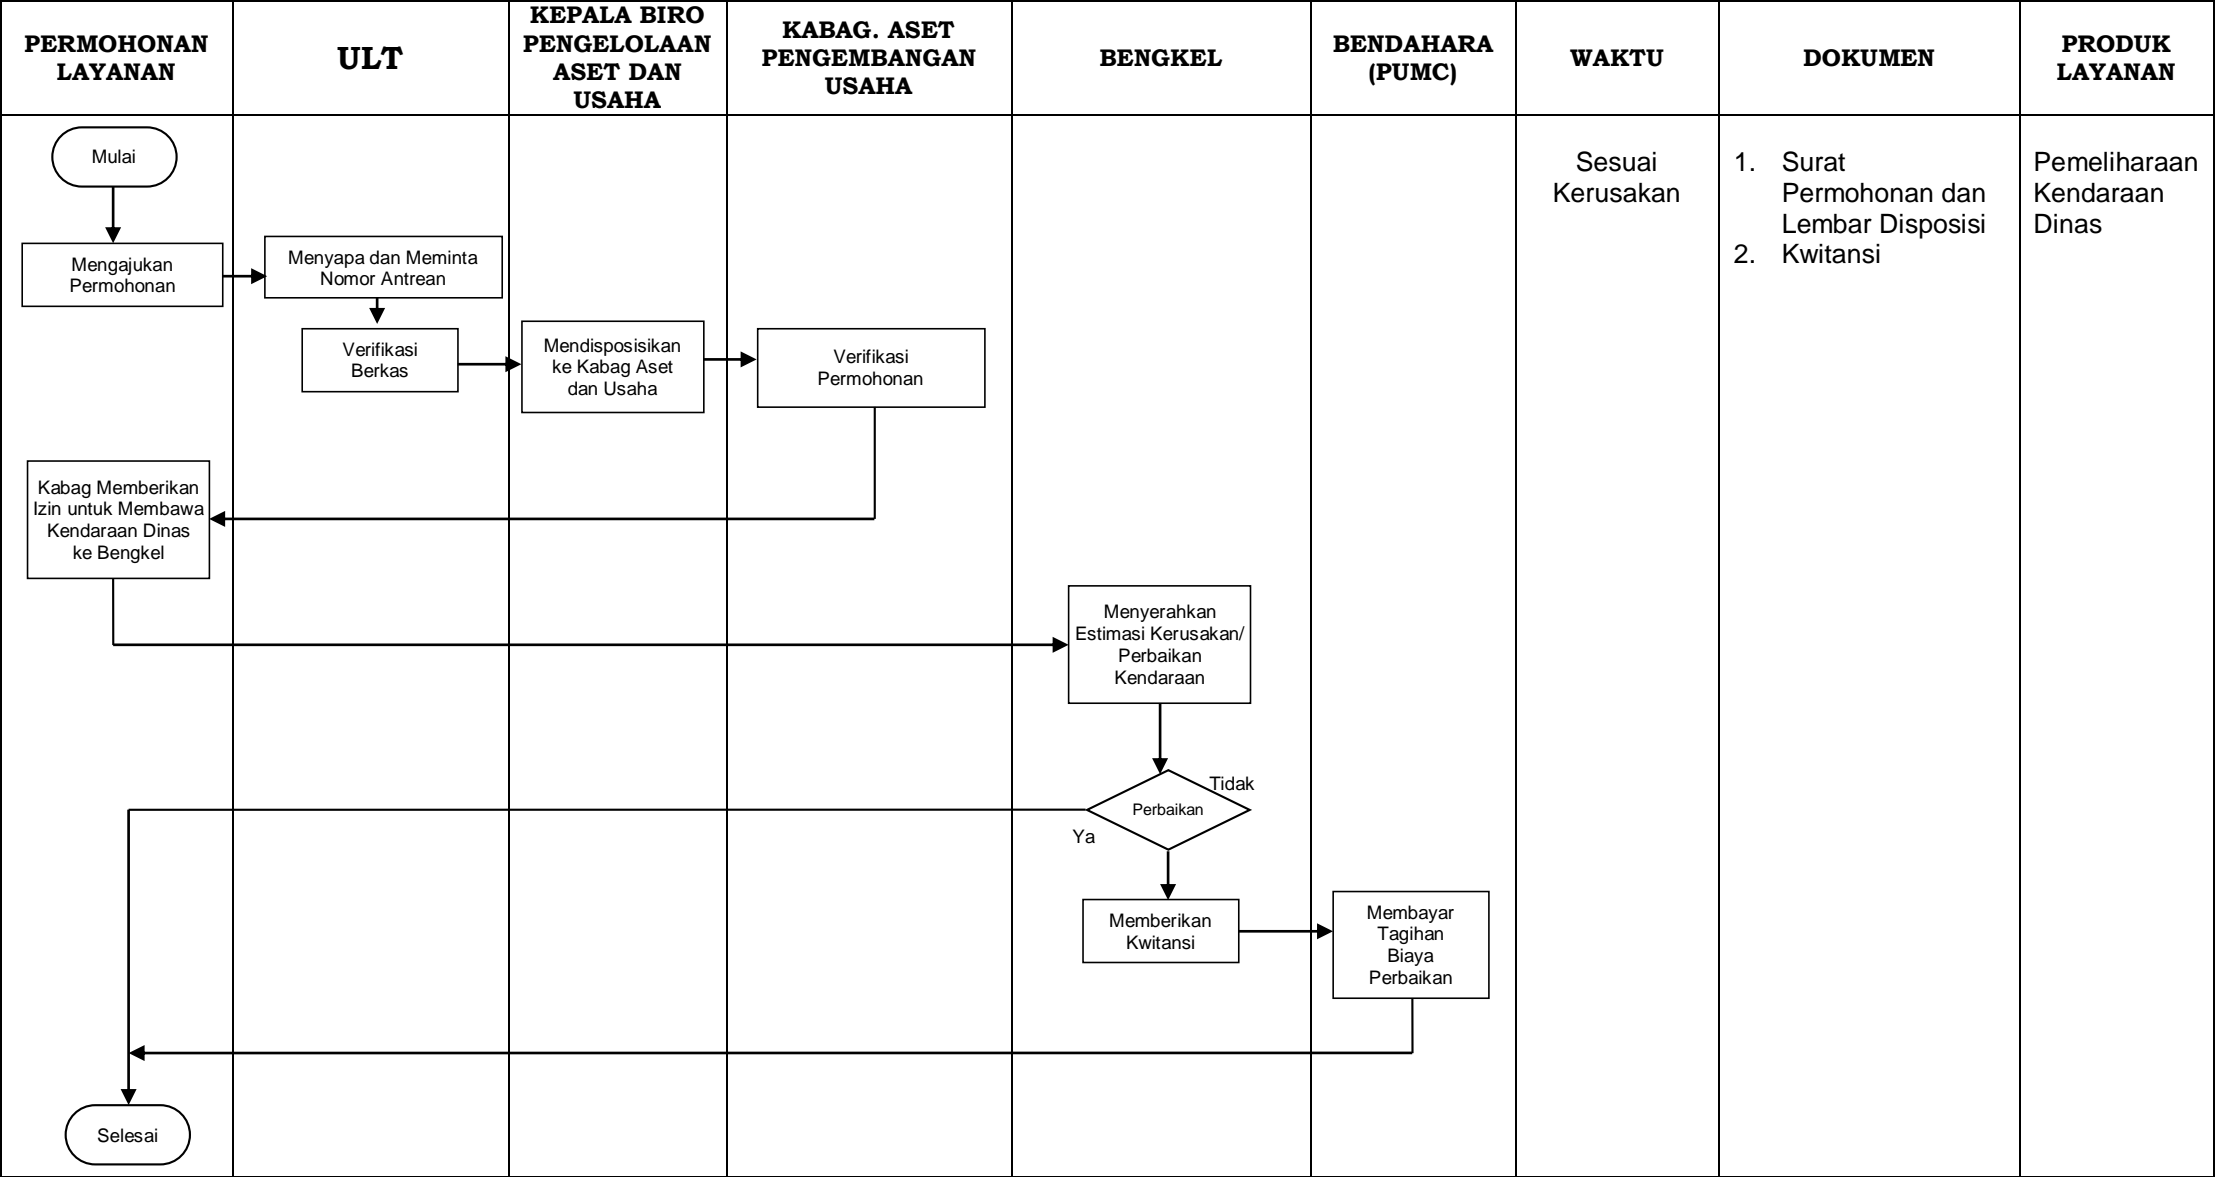 PERMOHONAN
LAYANAN
ULT
KEPALA BIRO
PENGELOLAAN
ASET DAN
USAHA
KABAG. ASET
PENGEMBANGAN
USAHA
BENGKEL
BENDAHARA
(PUMC)
WAKTU
DOKUMEN
PRODUK
LAYANAN
Mulai
Sesuai
Kerusakan
1. Surat
Permohonan dan
Lembar Disposisi
2. Kwitansi
Pemeliharaan
Kendaraan
Dinas
Mengajukan
Permohonan
Menyapa dan Meminta
Nomor Antrean
Verifikasi
Berkas
Mendisposisikan
ke Kabag Aset
dan Usaha
Verifikasi
Permohonan
Kabag Memberikan
Izin untuk Membawa
Kendaraan Dinas
ke Bengkel
Menyerahkan
Estimasi Kerusakan/
Perbaikan
Kendaraan
Tidak
Perbaikan
Ya
Memberikan
Kwitansi
Membayar
Tagihan
Biaya
Perbaikan
Selesai